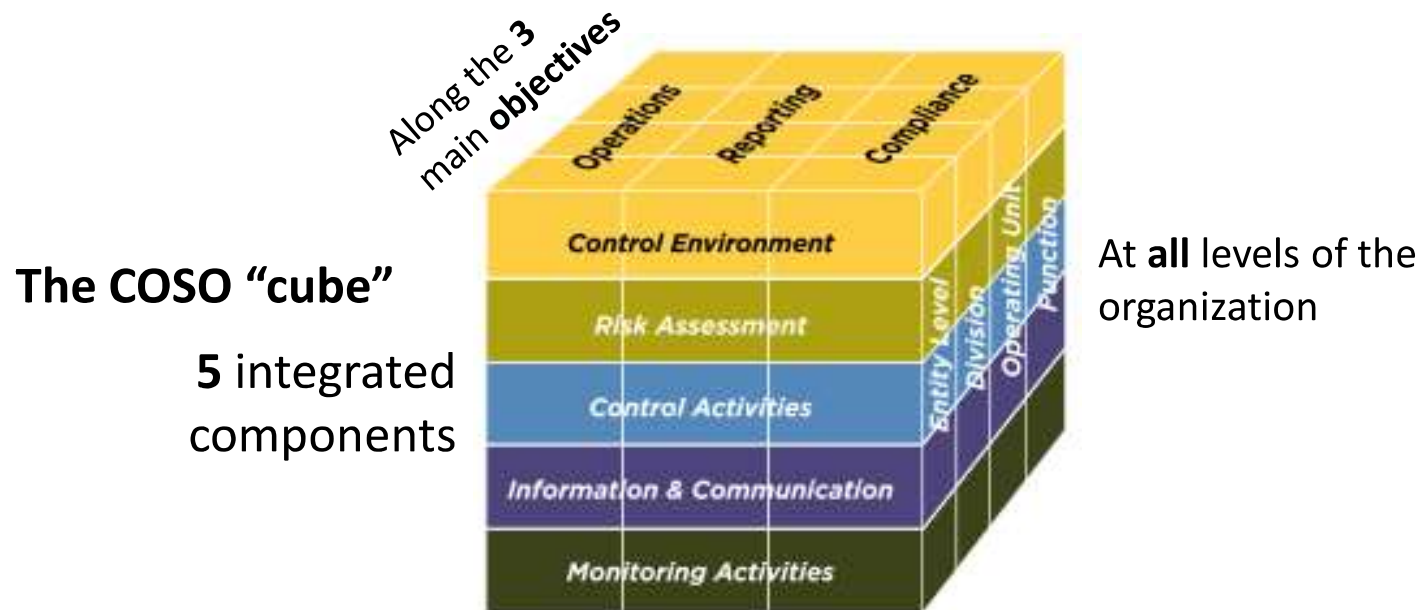 Along the 3
main objectives
Operations
Reporting
Compliance
The COSO “cube”
5 integrated
components
Control Environment
Risk Assessment
Control Activities
Information & Communication
Monitoring Activities
Entity Level
Division
Operating Unit
Function
At all levels of the
organization